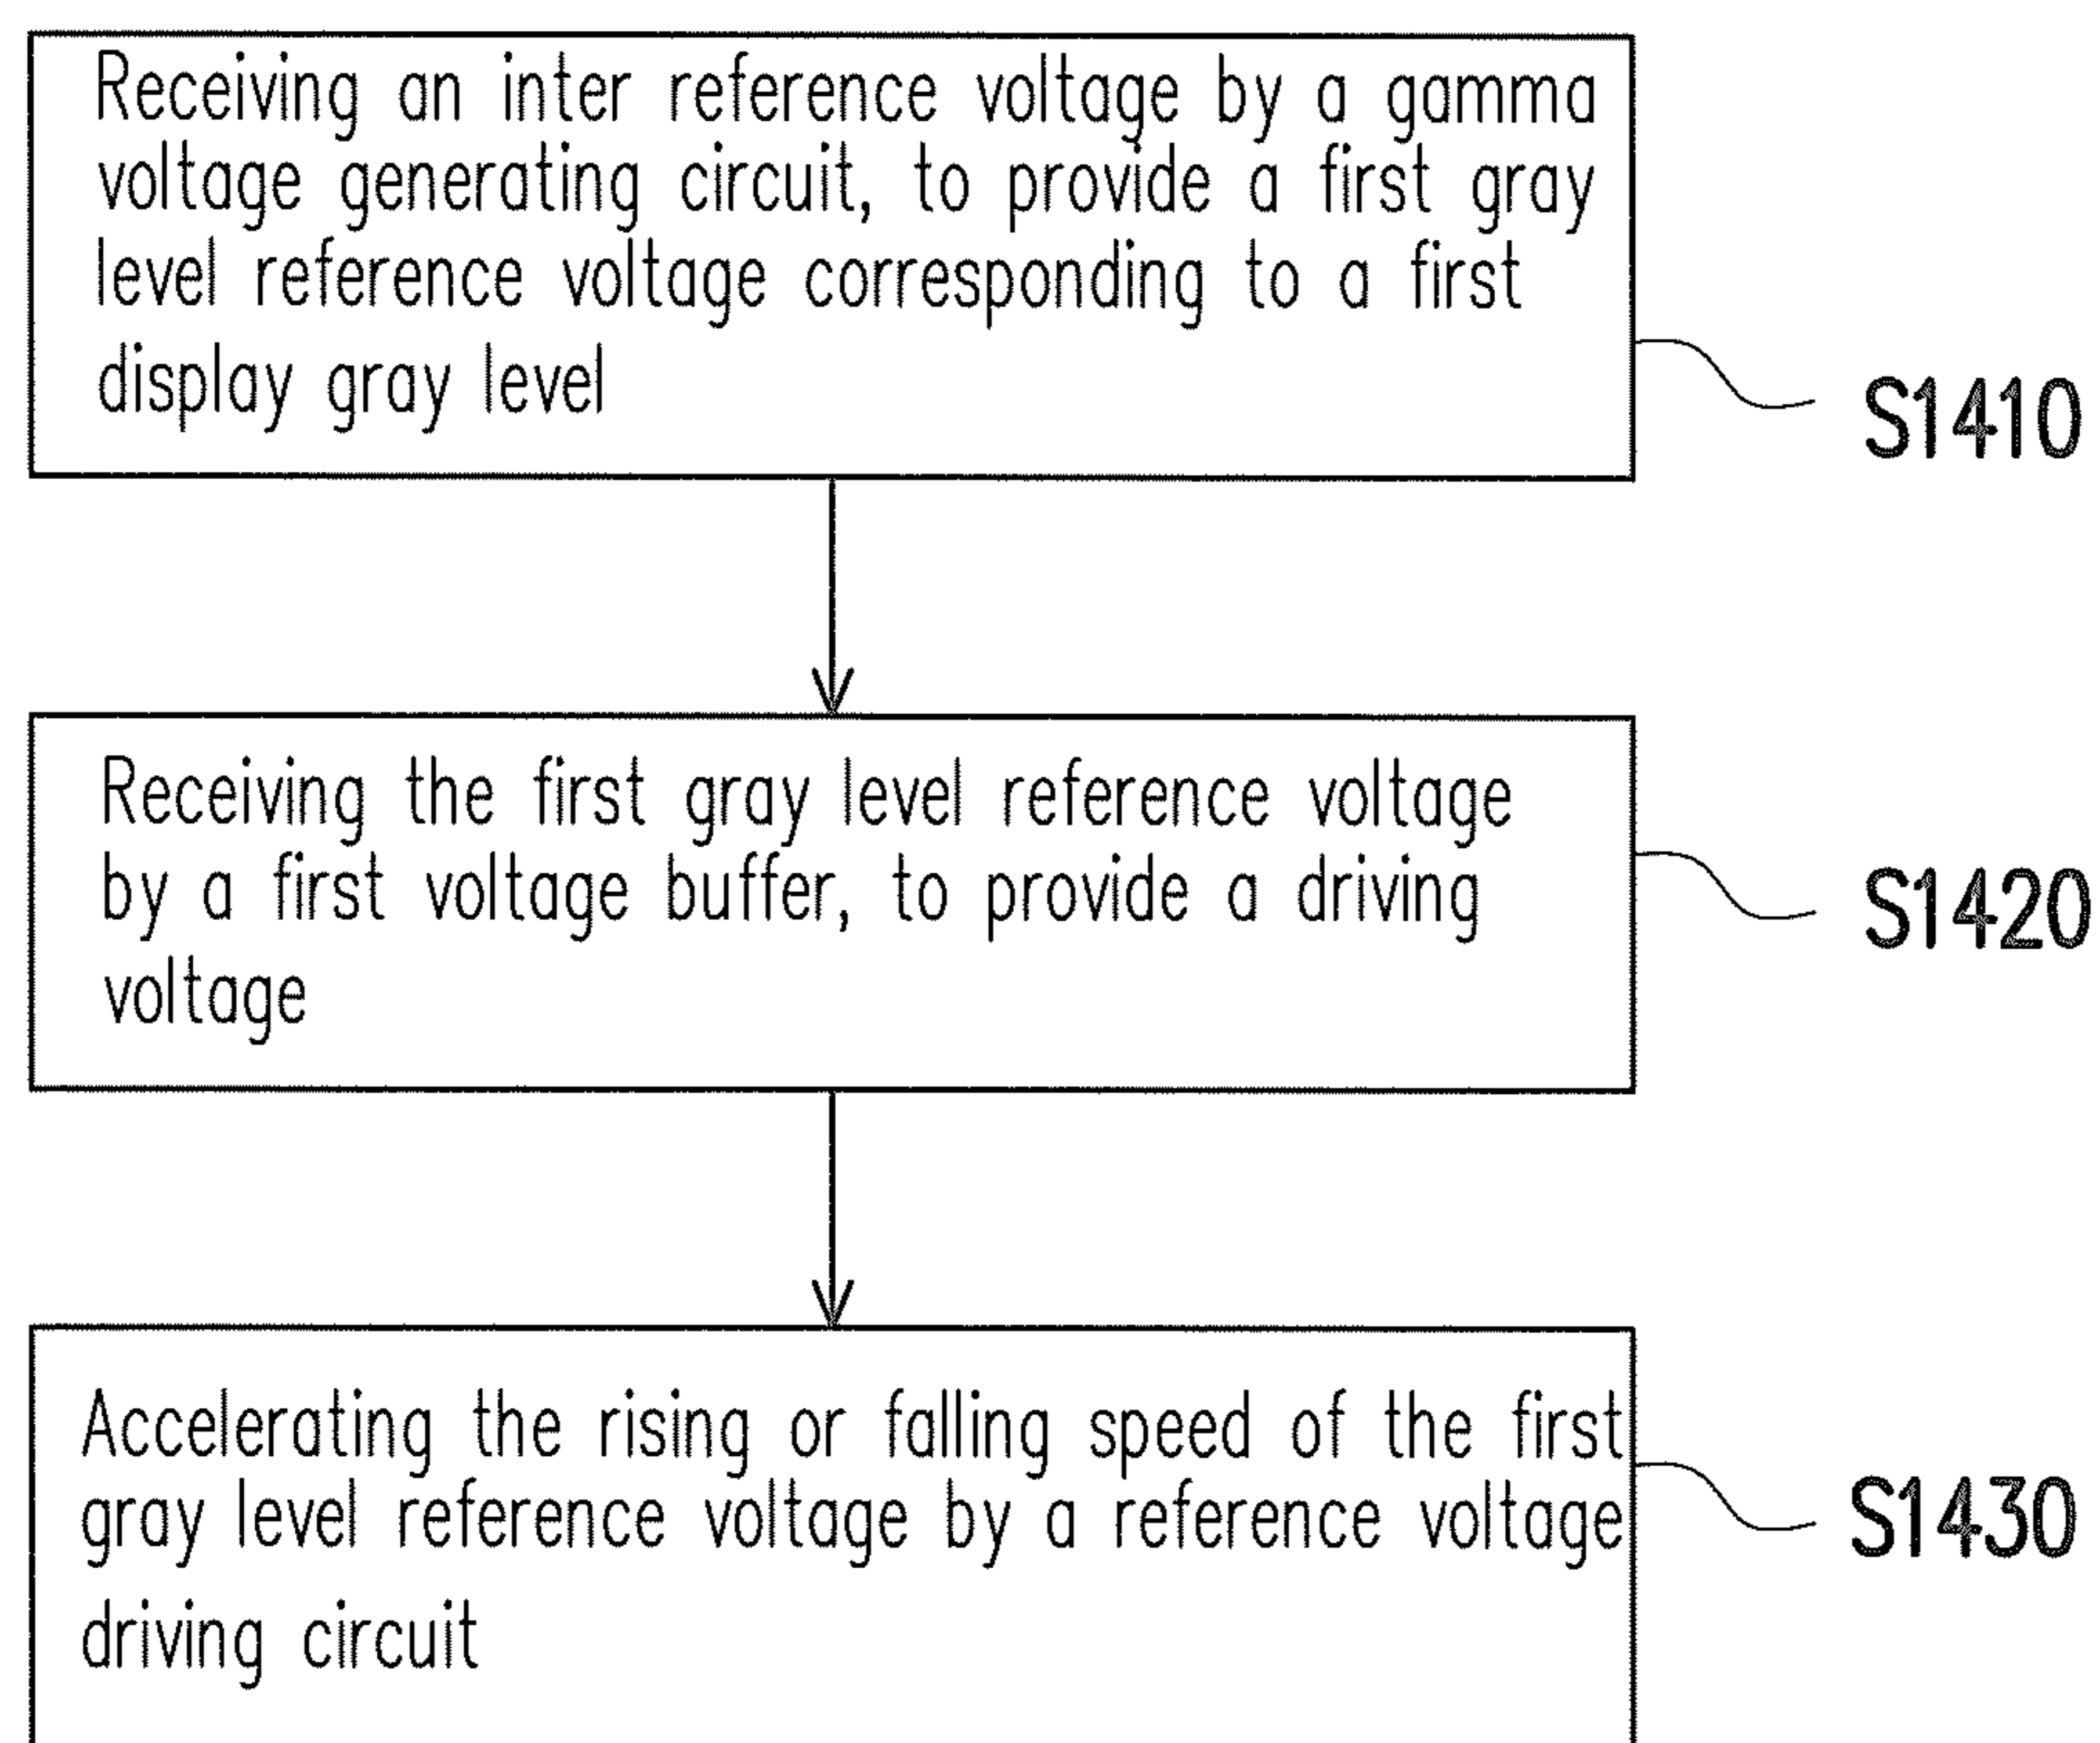 Receiving an inter reference voltage by a gamma
voltage generating circuit, to provide a first gray
level reference voltage corresponding to a first
display gray level
S1410
Receiving the first gray level reference voltage
by a first voltage buffer, to provide a driving
voltage
S1420
Accelerating the rising or falling speed of the first
gray level reference voltage by a reference voltage
driving circuit
S1430